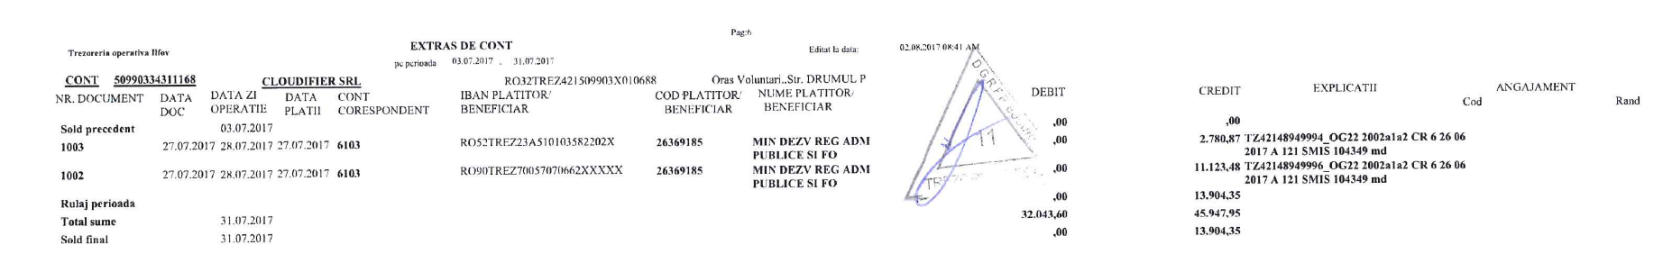 Pag:6
Trezoreria operativa Ilfov EXTRAS DE CONT Editat la data: 02.08.2017 08:41 AM
pe perioada 03.07.2017 . 31.07.2017
CONT 50990334311168 CLOUDIFIER SRL RO32TREZ421509903X010688 Oras Voluntari..Str. DRUMUL P
NR. DOCUMENT DATA DOC DATA ZI OPERATIE DATA PLATII CONT CORESPONDENT IBAN PLATITOR/ BENEFICIAR COD PLATITOR/ BENEFICIAR NUME PLATITOR/ BENEFICIAR DEBIT CREDIT EXPLICATII ANGAJAMENT
Cod Rand
Sold precedent 03.07.2017 ,00 ,00
1003 27.07.2017 28.07.2017 27.07.2017 6103 RO52TREZ23A510103582202X 26369185 MIN DEZV REG ADM ,00 2.780,87 TZ42148949994_OG22 2002a1a2 CR 6 26 06
PUBLICE SI FO 2017 A 121 SMIS 104349 md
1002 27.07.2017 28.07.2017 27.07.2017 6103 RO90TREZ70057070662XXXXX 26369185 MIN DEZV REG ADM ,00 11.123,48 TZ42148949996_OG22 2002a1a2 CR 6 26 06
PUBLICE SI FO 2017 A 121 SMIS 104349 md
Rulaj perioada ,00 13.904,35
Total sume 31.07.2017 32.043,60 45.947,95
Sold final 31.07.2017 ,00 13.904,35
11